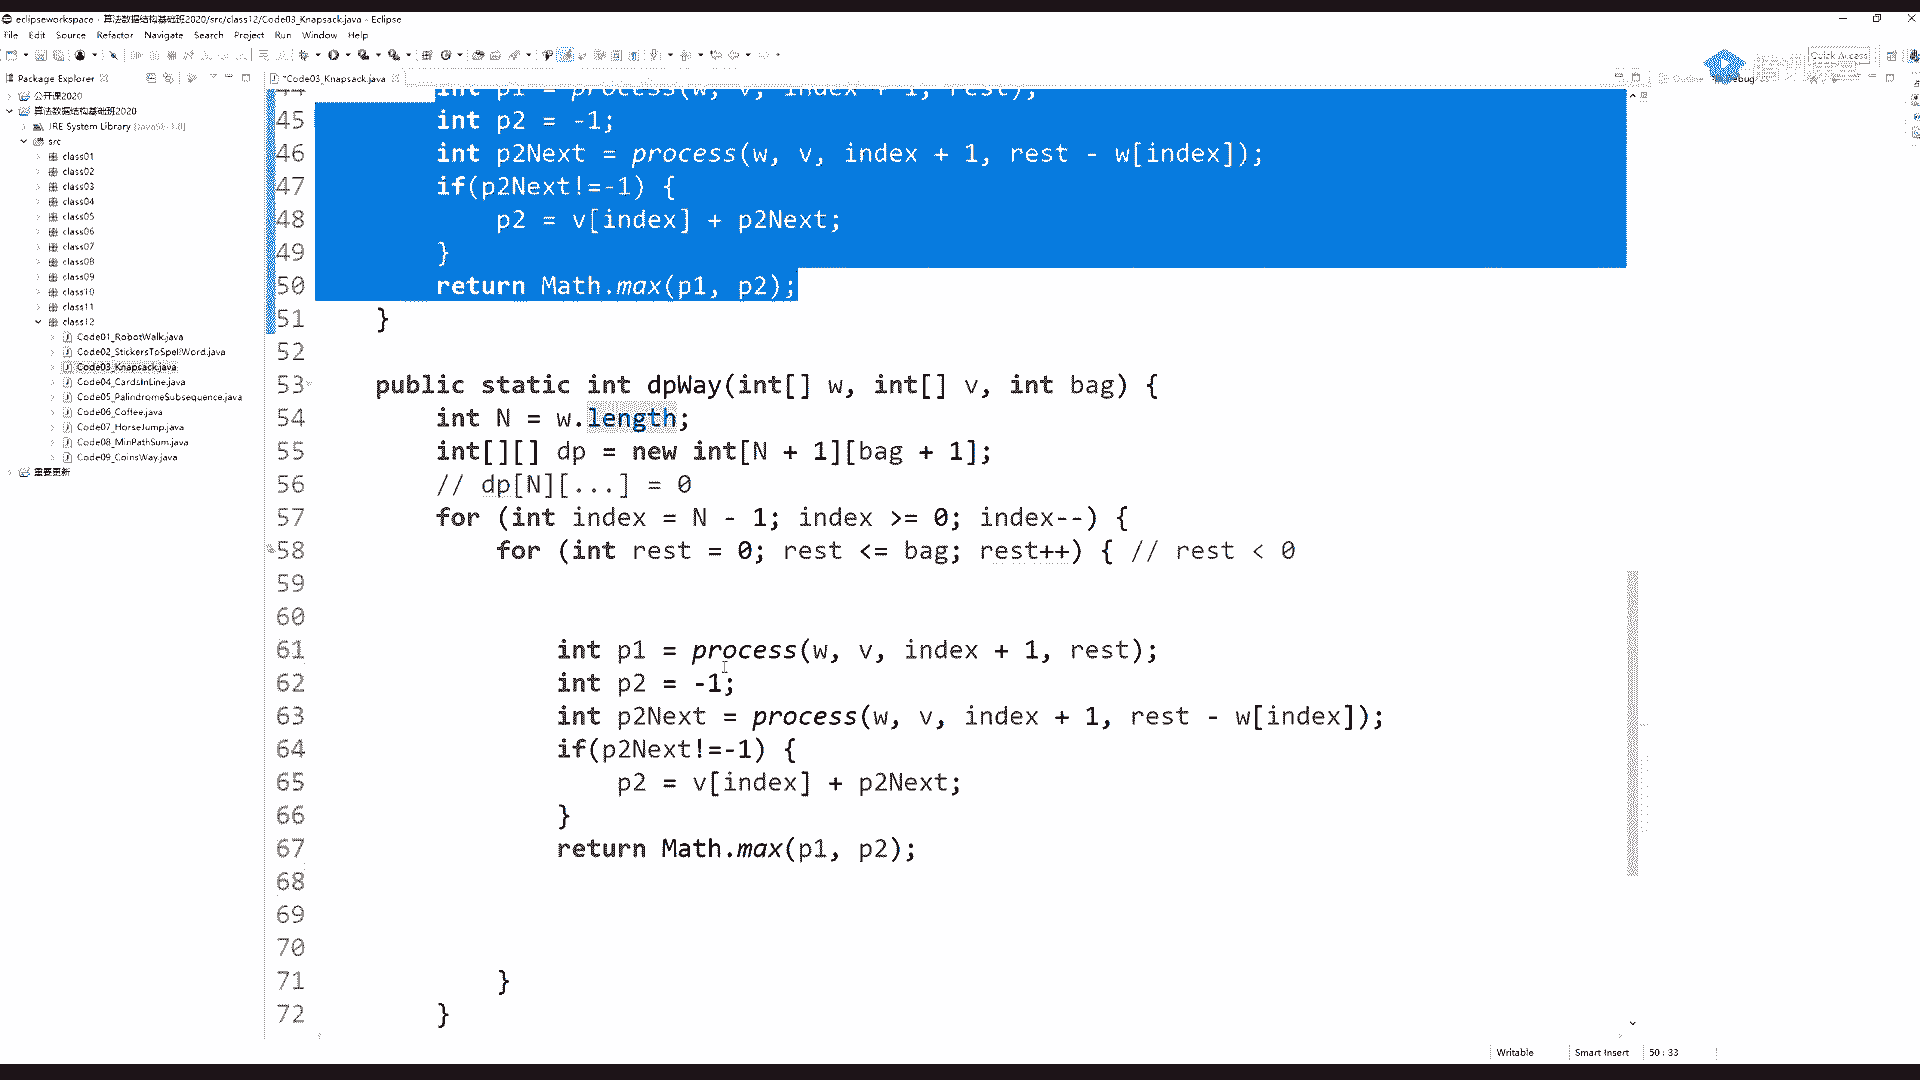 eclipseworkspace - 算法数据结构基础班2020/src/class12/Code03_Knapsack.java - Eclipse
File Edit Source Refactor Navigate Search Project Run Window Help
Quick Access
Package Explorer
*Code03_Knapsack.java
Outline
Debug
公开课2020
算法数据结构基础班2020
JRE System Library [JavaSE-1.8]
src
class01
class02
class03
class04
class05
class06
class07
class08
class09
class10
class11
class12
Code01_RobotWalk.java
Code02_StickersToSpellWord.java
Code03_Knapsack.java
Code04_CardsInLine.java
Code05_PalindromeSubsequence.java
Code06_Coffee.java
Code07_HorseJump.java
Code08_MinPathSum.java
Code09_CoinsWay.java
重要更新
44 int p1 = process(w, v, index + 1, rest);
45 int p2 = -1;
46 int p2Next = process(w, v, index + 1, rest - w[index]);
47 if(p2Next!=-1) {
48 p2 = v[index] + p2Next;
49 }
50 return Math.max(p1, p2);
51 }
52
53 public static int dpWay(int[] w, int[] v, int bag) {
54 int N = w.length;
55 int[][] dp = new int[N + 1][bag + 1];
56 // dp[N][...] = 0
57 for (int index = N - 1; index >= 0; index--) {
58 for (int rest = 0; rest <= bag; rest++) { // rest < 0
59
60
61 int p1 = process(w, v, index + 1, rest);
62 int p2 = -1;
63 int p2Next = process(w, v, index + 1, rest - w[index]);
64 if(p2Next!=-1) {
65 p2 = v[index] + p2Next;
66 }
67 return Math.max(p1, p2);
68
69
70
71 }
72 }
Writable Smart Insert 50 : 33